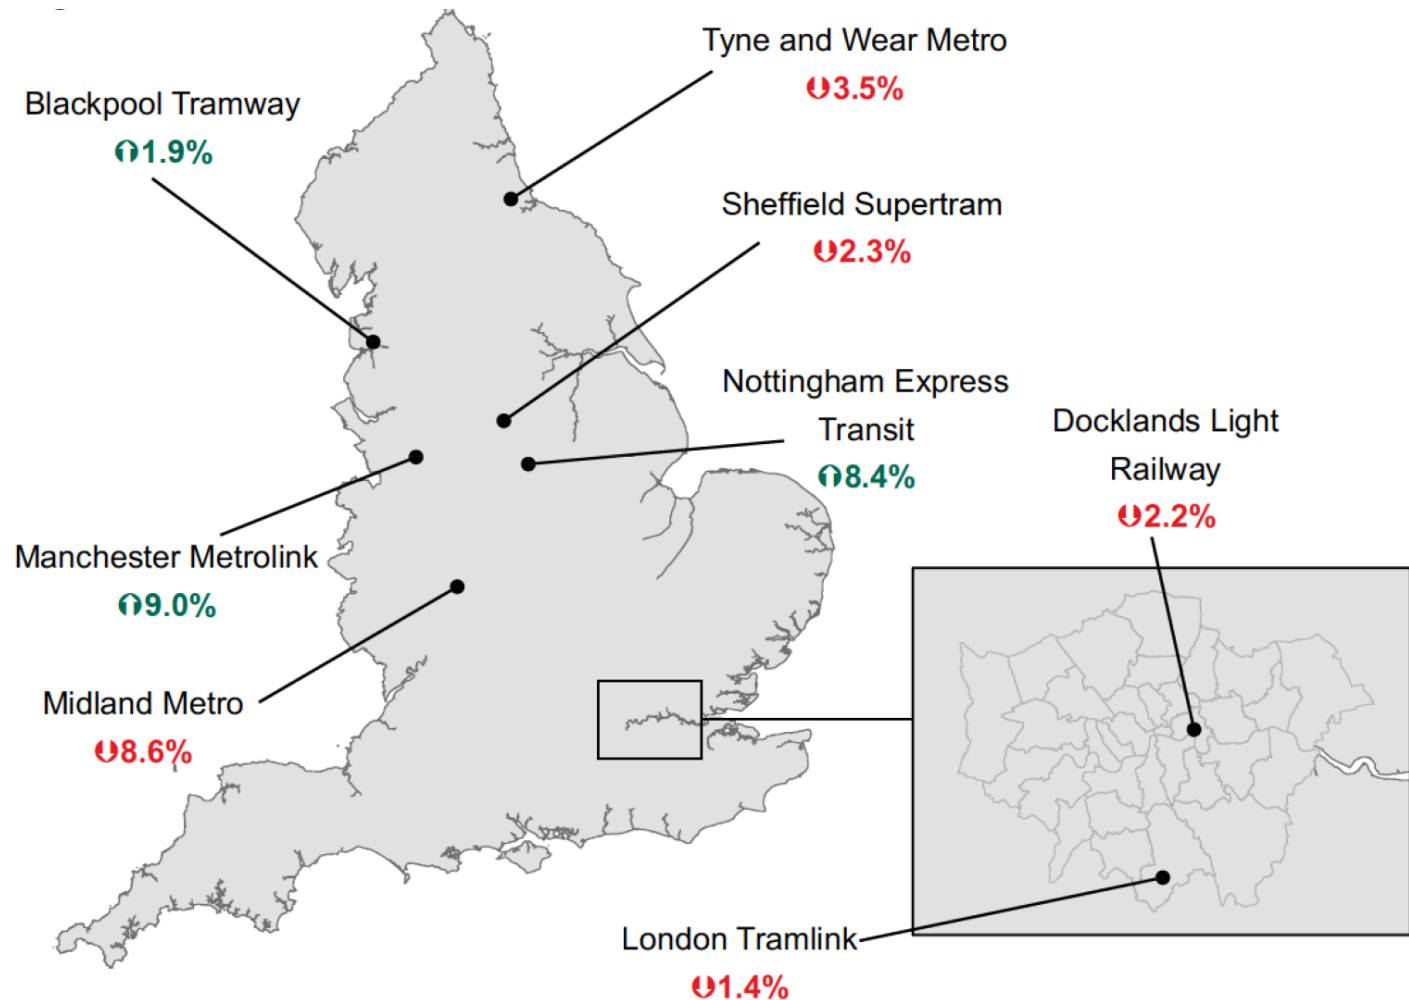 Tyne and Wear Metro
3.5%
Blackpool Tramway
1.9%
Sheffield Supertram
2.3%
Nottingham Express
Transit
8.4%
Docklands Light
Railway
2.2%
Manchester Metrolink
9.0%
Midland Metro
8.6%
London Tramlink
1.4%